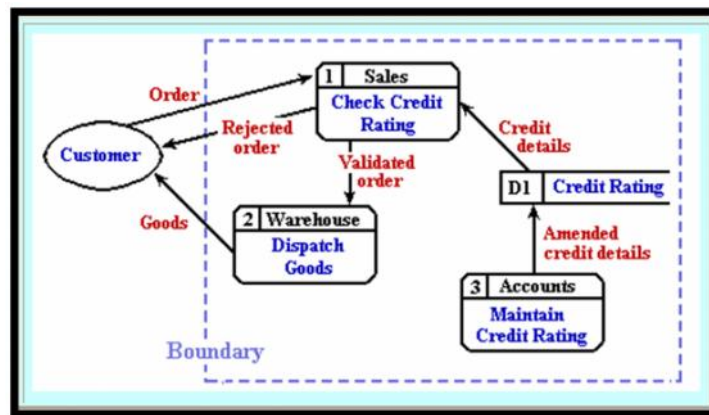 1 Sales
Check Credit
Rating
Order
Rejected
order
Customer
Validated
order
Credit
details
D1 Credit Rating
Goods
2 Warehouse
Dispatch
Goods
Amended
credit details
3 Accounts
Maintain
Credit Rating
Boundary